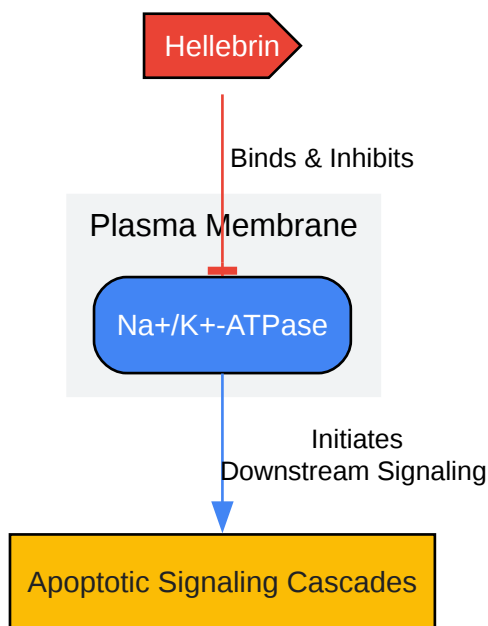 Hellebrin
Binds & Inhibits
Plasma Membrane
Na+/K+-ATPase
Initiates
Downstream Signaling
Apoptotic Signaling Cascades